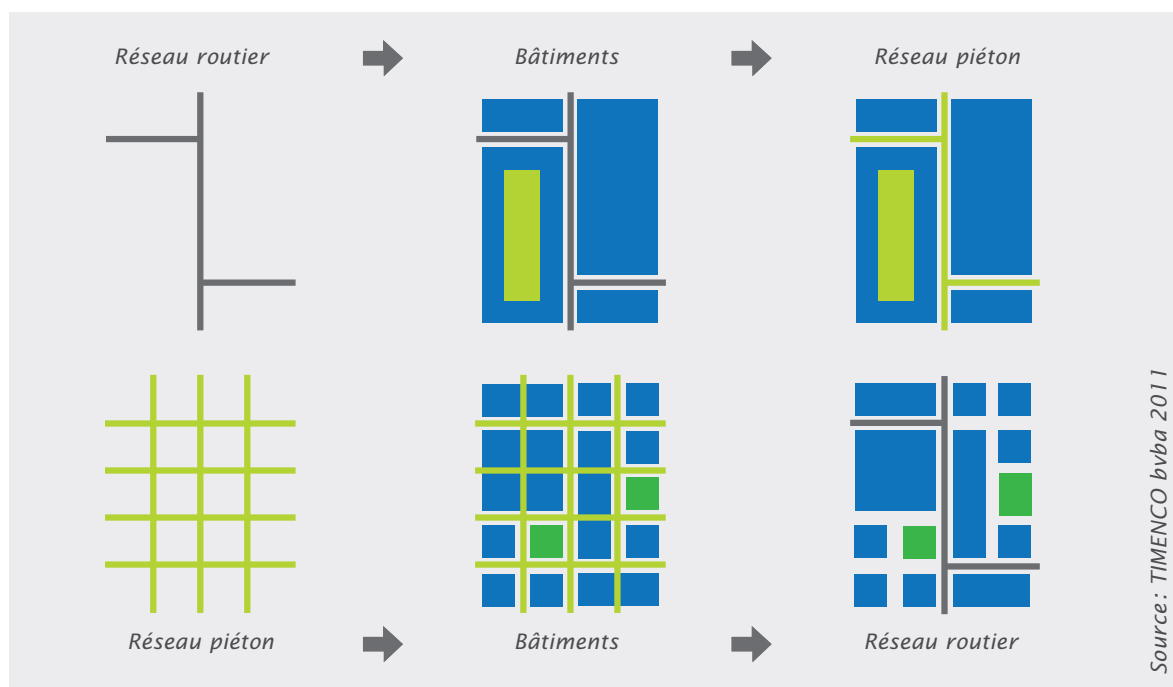 Réseau routier
Bâtiments
Réseau piéton
Réseau piéton
Bâtiments
Réseau routier
Source: TIMENCO bvba 2011